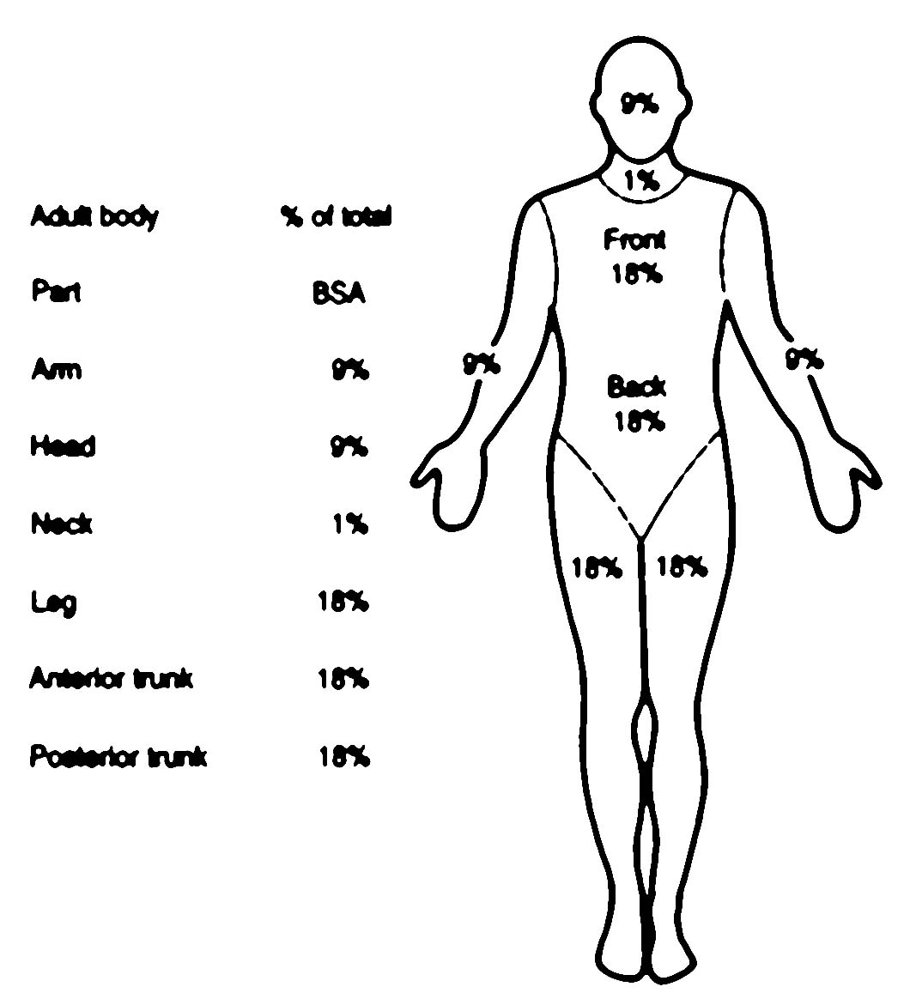 Adult body % of total
Part BSA
Arm 9%
Head 9%
Neck 1%
Leg 18%
Anterior trunk 18%
Posterior trunk 18%
9%
1%
Front
18%
9% 9%
Back
18%
18% 18%